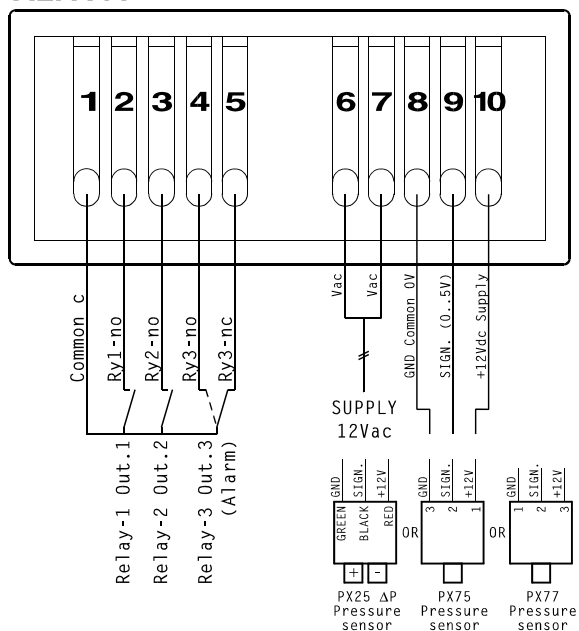 1 2 3 4 5 6 7 8 9 10
Common c
Ry1-no
Ry2-no
Ry3-no
Ry3-nc
Vac
Vac
GND Common 0V
SIGN. (0..5V)
+12Vdc Supply
SUPPLY
12Vac
Relay-1 Out.1
Relay-2 Out.2
Relay-3 Out.3
(Alarm)
GND
SIGN.
+12V
GREEN
BLACK
RED
+ -
PX25 ΔP
Pressure
sensor
OR
GND
SIGN.
+12V
3
2
1
PX75
Pressure
sensor
OR
GND
SIGN.
+12V
1
2
3
PX77
Pressure
sensor